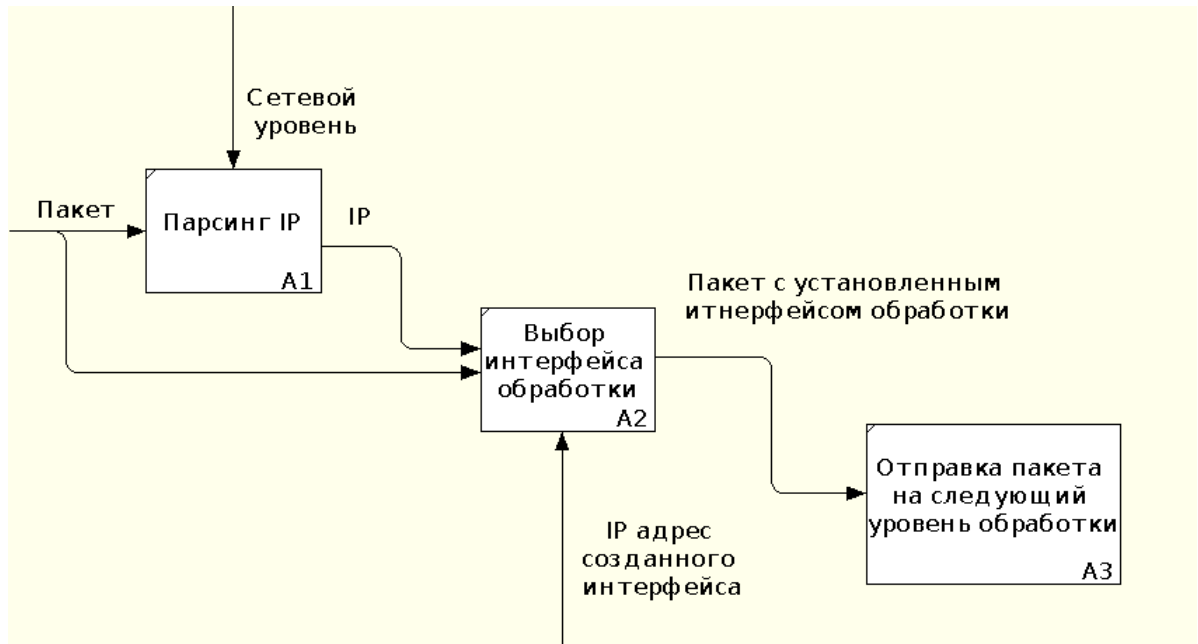 Сетевой
уровень
Пакет
Парсинг IP
A1
IP
Пакет с установленным
итнерфейсом обработки
Выбор
интерфейса
обработки
A2
IP адрес
созданного
интерфейса
Отправка пакета
на следующий
уровень обработки
A3